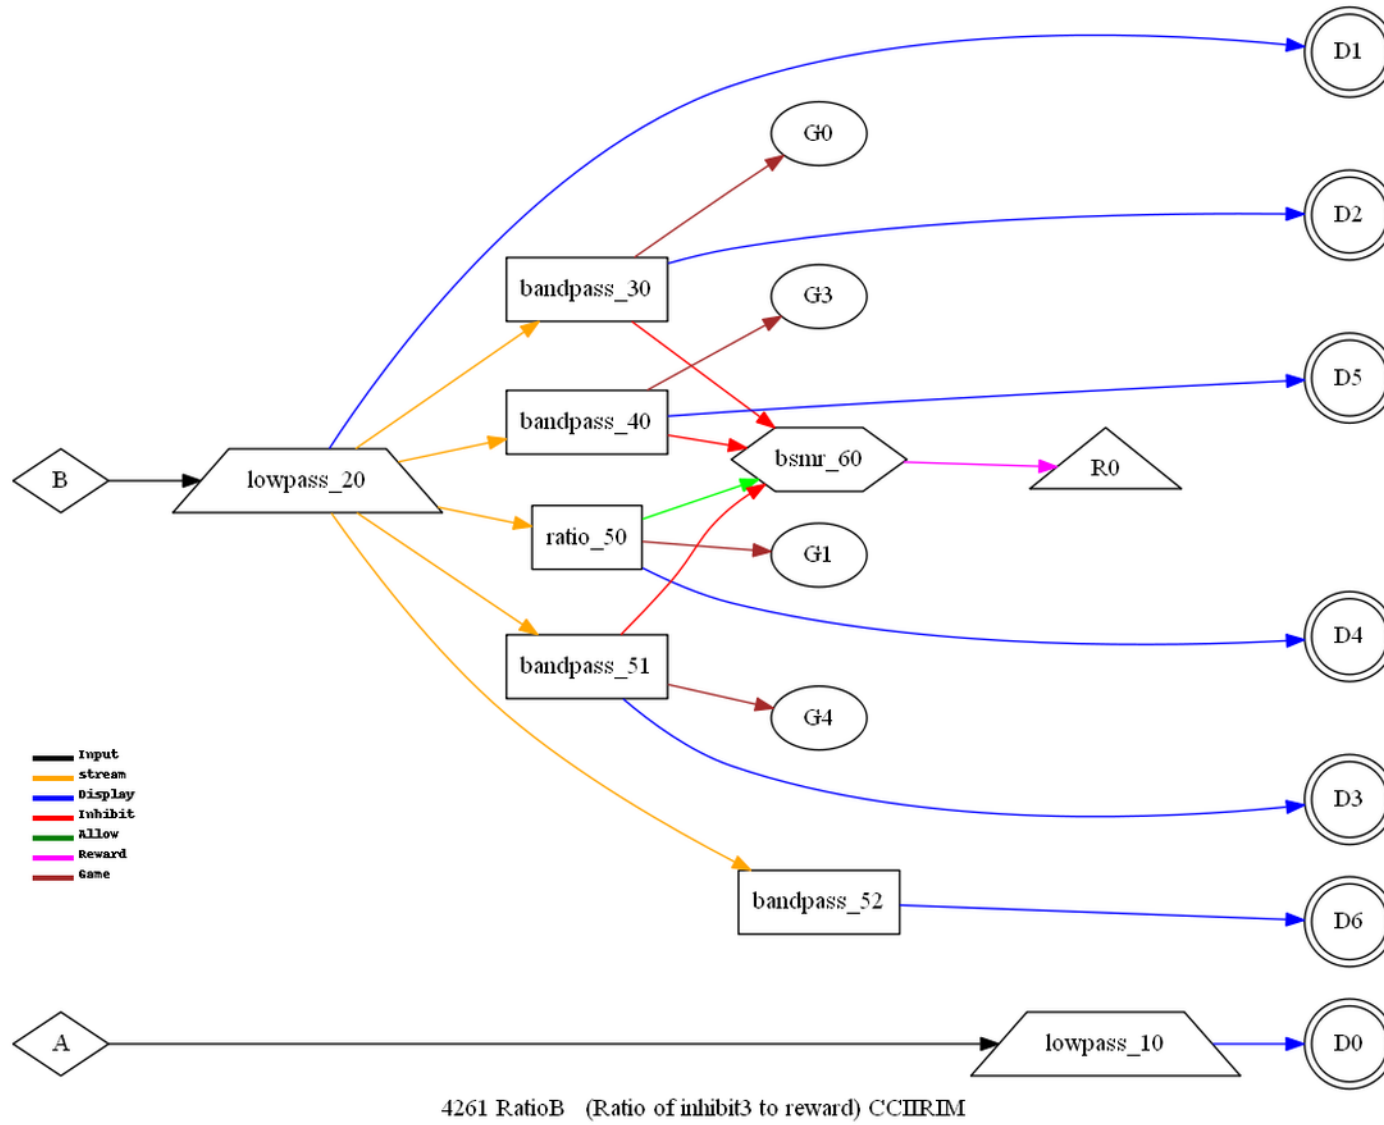 D1
G0
D2
bandpass_30
G3
D5
bandpass_40
bsmr_60
R0
B
lowpass_20
ratio_50
G1
D4
bandpass_51
G4
Input
stream
Display
Inhibit
Allow
Reward
Game
D3
bandpass_52
D6
A
lowpass_10
D0
4261 RatioB (Ratio of inhibit3 to reward) CCIIRIM